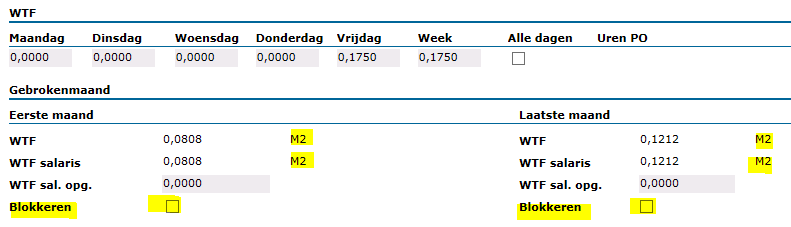 WTF
Maandag Dinsdag Woensdag Donderdag Vrijdag Week Alle dagen Uren PO
0,0000 0,0000 0,0000 0,0000 0,1750 0,1750
Gebrokenmaand
Eerste maand Laatste maand
WTF 0,0808 M2 WTF 0,1212 M2
WTF salaris 0,0808 M2 WTF salaris 0,1212 M2
WTF sal. opg. 0,0000 WTF sal. opg. 0,0000
Blokkeren Blokkeren